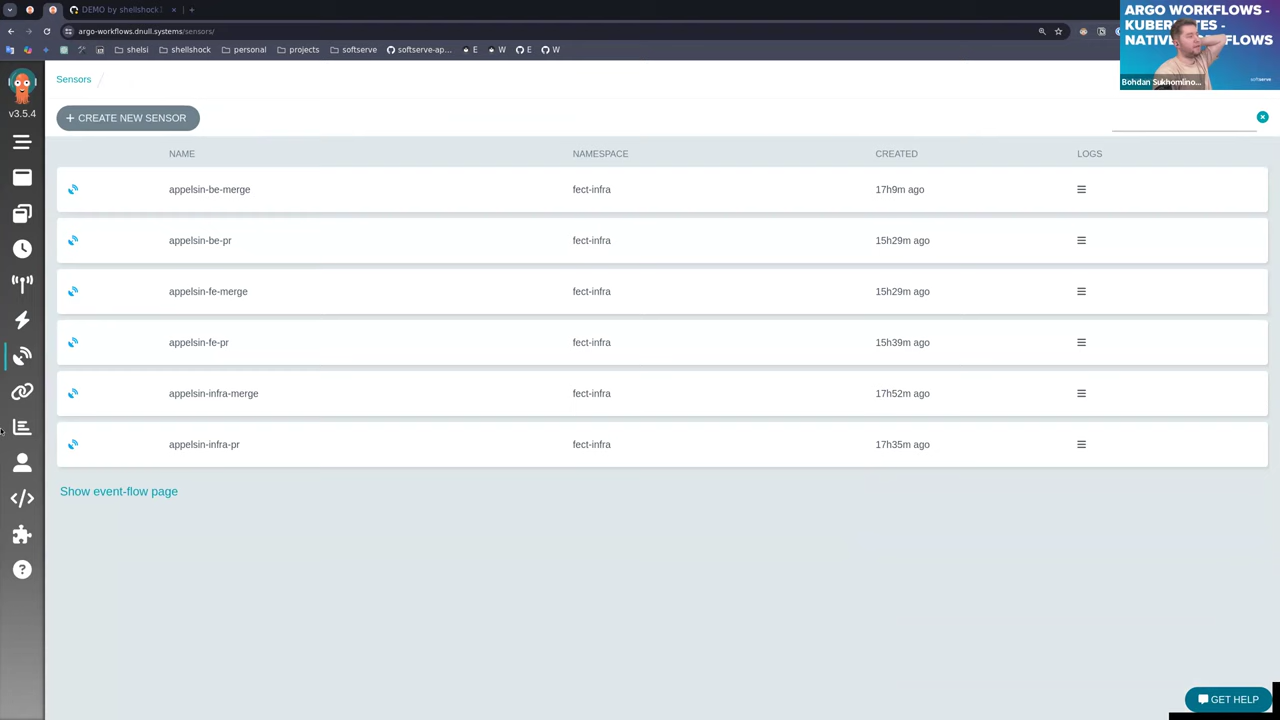 DEMO by shellshock
argo-workflows.dnull.systems/sensors/
shelsi
shellshock
personal
projects
softserve
softserve-ap...
E
W
E
W
ARGO WORKFLOWS -
KUBERNETES -
NATIVE
FLOWS
softserve
Bohdan Sukhomlino...
v3.5.4
Sensors /
+ CREATE NEW SENSOR
NAME NAMESPACE CREATED LOGS
appelsin-be-merge fect-infra 17h9m ago
appelsin-be-pr fect-infra 15h29m ago
appelsin-fe-merge fect-infra 15h29m ago
appelsin-fe-pr fect-infra 15h39m ago
appelsin-infra-merge fect-infra 17h52m ago
appelsin-infra-pr fect-infra 17h35m ago
Show event-flow page
GET HELP